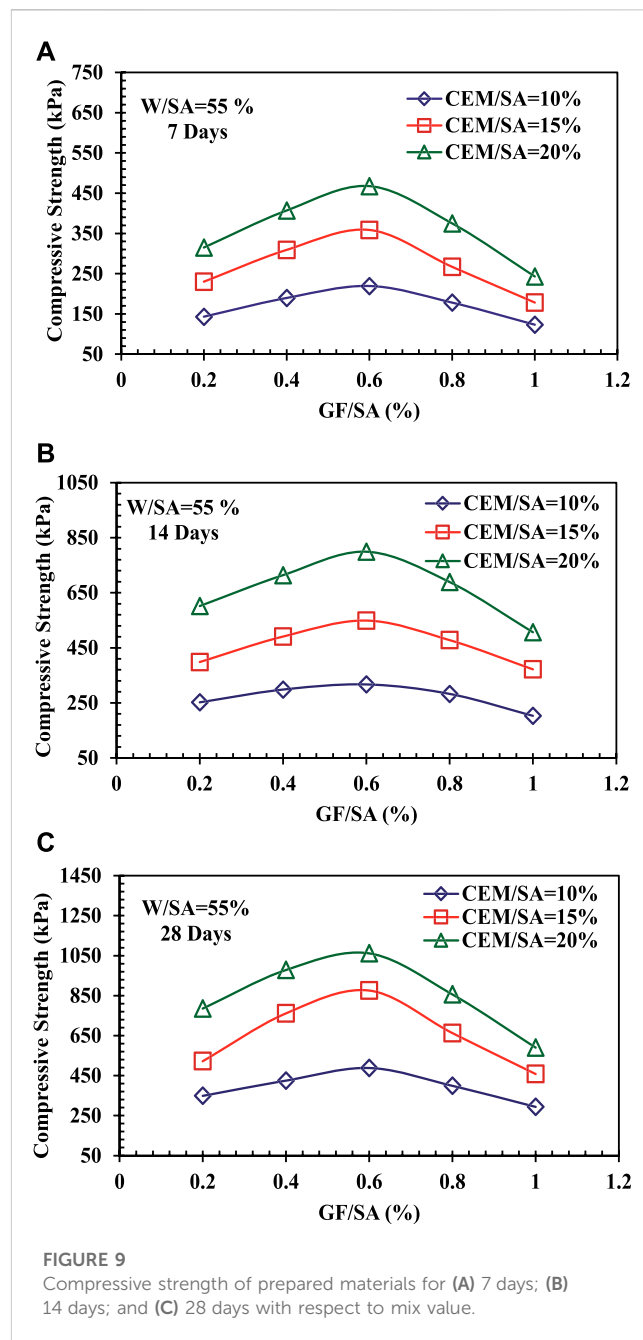 A
750
650
550
450
350
250
150
50
Compressive Strength (kPa)
W/SA=55 %
7 Days
CEM/SA=10%
CEM/SA=15%
CEM/SA=20%
0 0.2 0.4 0.6 0.8 1 1.2
GF/SA (%)
B
1050
850
650
450
250
50
Compressive Strength (kPa)
W/SA=55 %
14 Days
CEM/SA=10%
CEM/SA=15%
CEM/SA=20%
0 0.2 0.4 0.6 0.8 1 1.2
GF/SA (%)
C
1450
1250
1050
850
650
450
250
50
Compressive Strength (kPa)
W/SA=55%
28 Days
CEM/SA=10%
CEM/SA=15%
CEM/SA=20%
0 0.2 0.4 0.6 0.8 1 1.2
GF/SA (%)
FIGURE 9
Compressive strength of prepared materials for (A) 7 days; (B)
14 days; and (C) 28 days with respect to mix value.